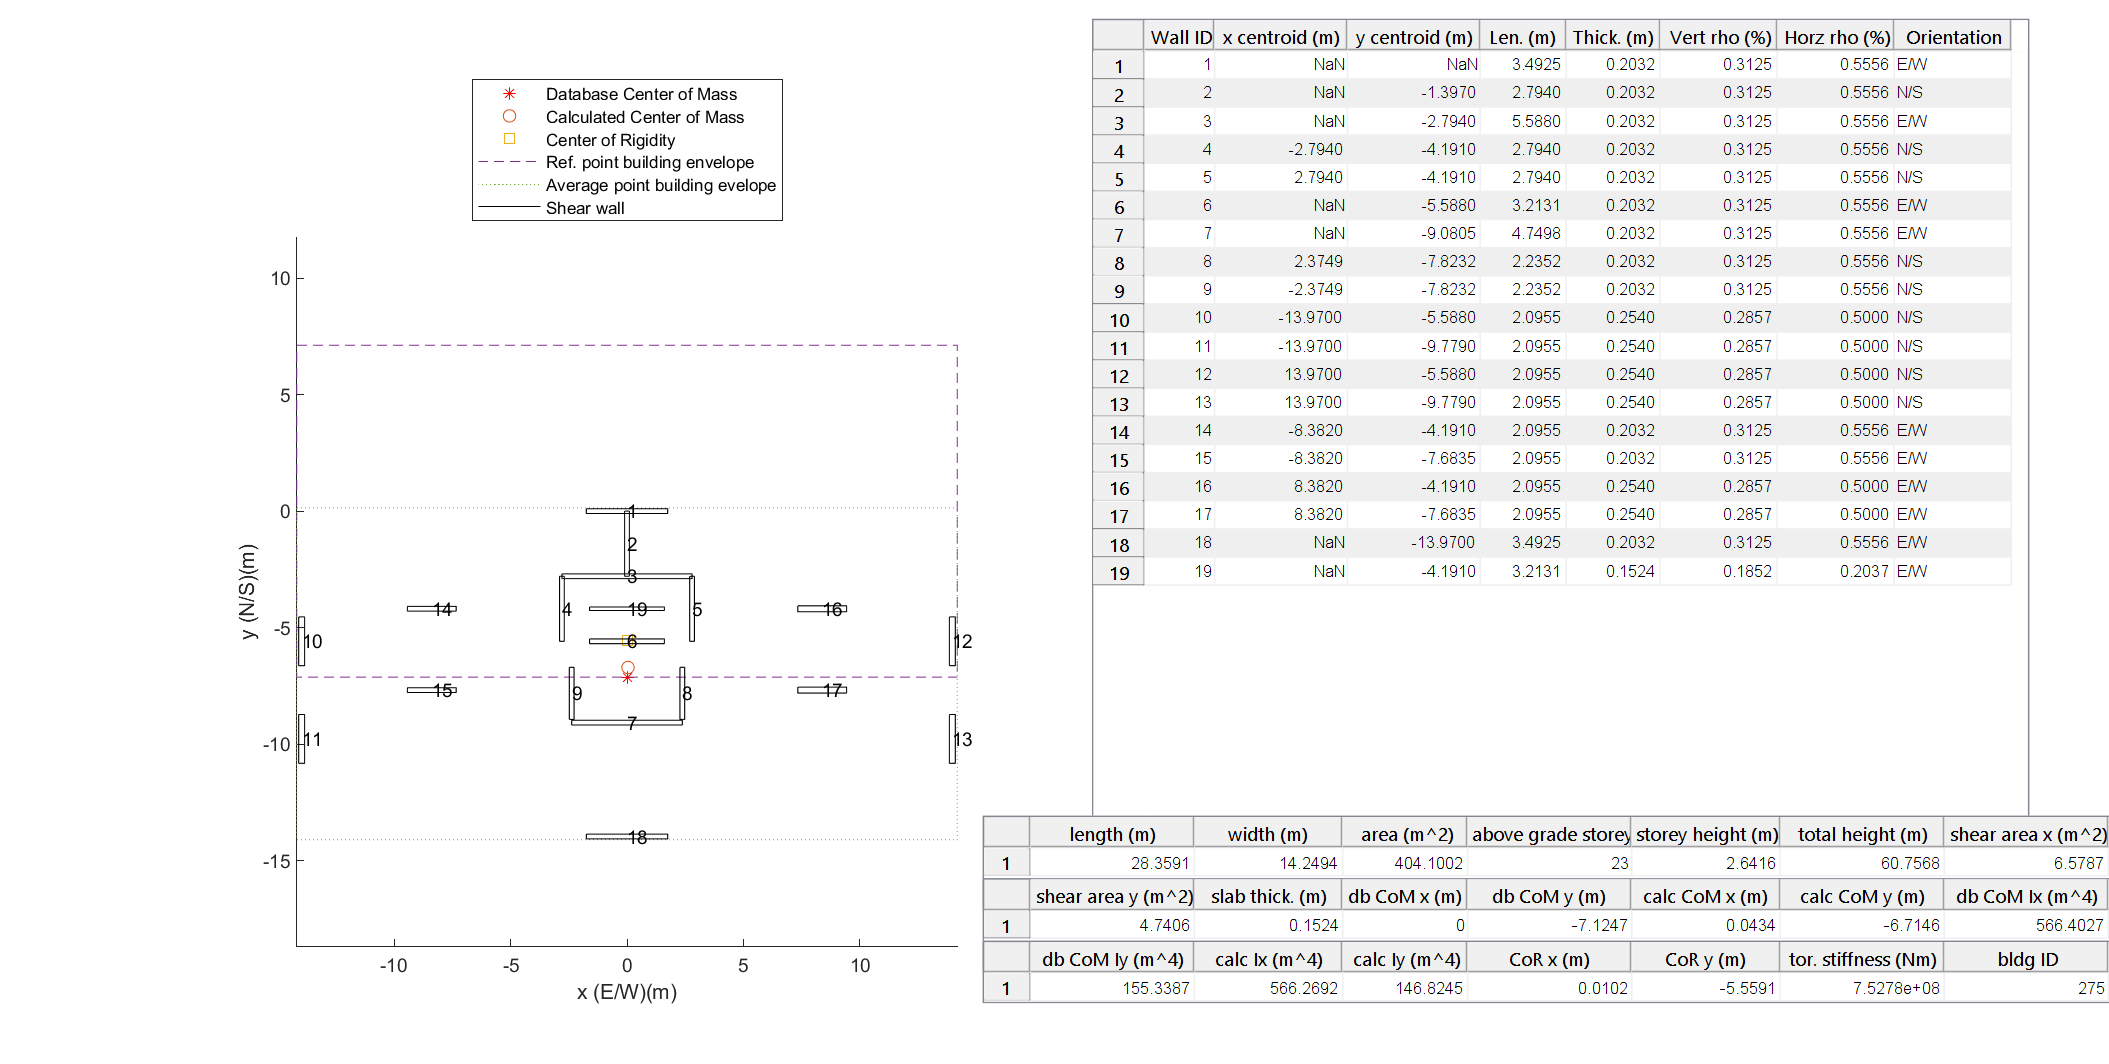 Database Center of Mass
Calculated Center of Mass
Center of Rigidity
Ref. point building envelope
Average point building evelope
Shear wall
10
5
0
-5
-10
-15
y (N/S)(m)
-10 -5 0 5 10
x (E/W)(m)
1
2
3
4 19 5
14 16
10 6 12
15 9 8 17
7
11 13
18
Wall ID x centroid (m) y centroid (m) Len. (m) Thick. (m) Vert rho (%) Horz rho (%) Orientation
1 1 NaN NaN 3.4925 0.2032 0.3125 0.5556 E/W
2 2 NaN -1.3970 2.7940 0.2032 0.3125 0.5556 N/S
3 3 NaN -2.7940 5.5880 0.2032 0.3125 0.5556 E/W
4 4 -2.7940 -4.1910 2.7940 0.2032 0.3125 0.5556 N/S
5 5 2.7940 -4.1910 2.7940 0.2032 0.3125 0.5556 N/S
6 6 NaN -5.5880 3.2131 0.2032 0.3125 0.5556 E/W
7 7 NaN -9.0805 4.7498 0.2032 0.3125 0.5556 E/W
8 8 2.3749 -7.8232 2.2352 0.2032 0.3125 0.5556 N/S
9 9 -2.3749 -7.8232 2.2352 0.2032 0.3125 0.5556 N/S
10 10 -13.9700 -5.5880 2.0955 0.2540 0.2857 0.5000 N/S
11 11 -13.9700 -9.7790 2.0955 0.2540 0.2857 0.5000 N/S
12 12 13.9700 -5.5880 2.0955 0.2540 0.2857 0.5000 N/S
13 13 13.9700 -9.7790 2.0955 0.2540 0.2857 0.5000 N/S
14 14 -8.3820 -4.1910 2.0955 0.2032 0.3125 0.5556 E/W
15 15 -8.3820 -7.6835 2.0955 0.2032 0.3125 0.5556 E/W
16 16 8.3820 -4.1910 2.0955 0.2540 0.2857 0.5000 E/W
17 17 8.3820 -7.6835 2.0955 0.2540 0.2857 0.5000 E/W
18 18 NaN -13.9700 3.4925 0.2032 0.3125 0.5556 E/W
19 19 NaN -4.1910 3.2131 0.1524 0.1852 0.2037 E/W
length (m) width (m) area (m^2) above grade storey storey height (m) total height (m) shear area x (m^2)
1 28.3591 14.2494 404.1002 23 2.6416 60.7568 6.5787
shear area y (m^2) slab thick. (m) db CoM x (m) db CoM y (m) calc CoM x (m) calc CoM y (m) db CoM Ix (m^4)
1 4.7406 0.1524 0 -7.1247 0.0434 -6.7146 566.4027
db CoM Iy (m^4) calc Ix (m^4) calc Iy (m^4) CoR x (m) CoR y (m) tor. stiffness (Nm) bldg ID
1 155.3387 566.2692 146.8245 0.0102 -5.5591 7.5278e+08 275